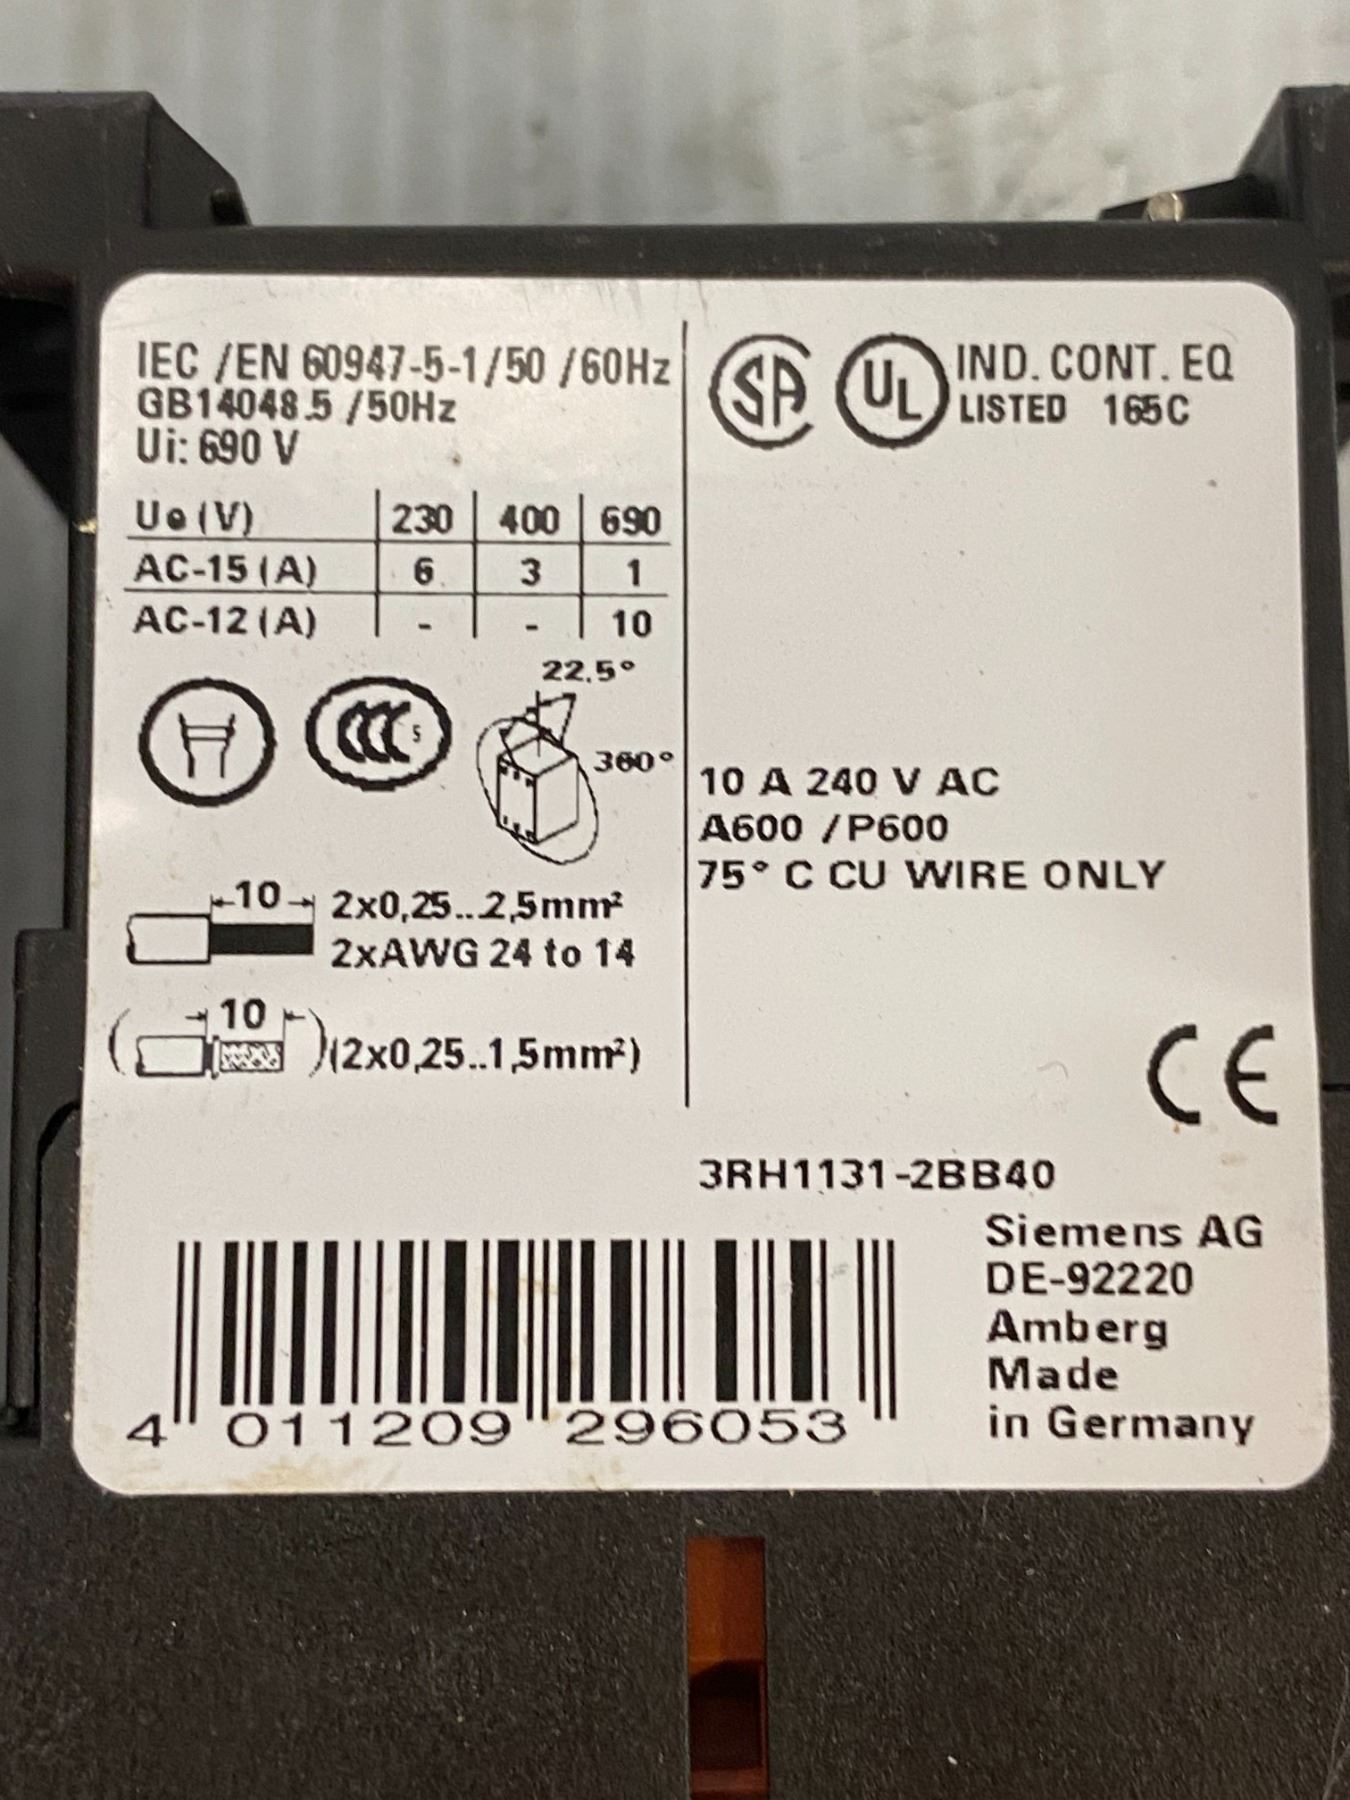 IEC /EN 60947-5-1/50 /60Hz
GB14048.5 /50Hz
Ui: 690 V
Ue (V) 230 400 690
AC-15 (A) 6 3 1
AC-12 (A) - - 10
CCC S
22.5°
360°
10 2x0,25..2,5mm²
2xAWG 24 to 14
( 10 ) (2x0,25..1,5mm²)
SA UL IND. CONT. EQ
LISTED 165C
10 A 240 V AC
A600 /P600
75° C CU WIRE ONLY
CE
3RH1131-2BB40
Siemens AG
DE-92220
Amberg
Made
in Germany
4 011209 296053